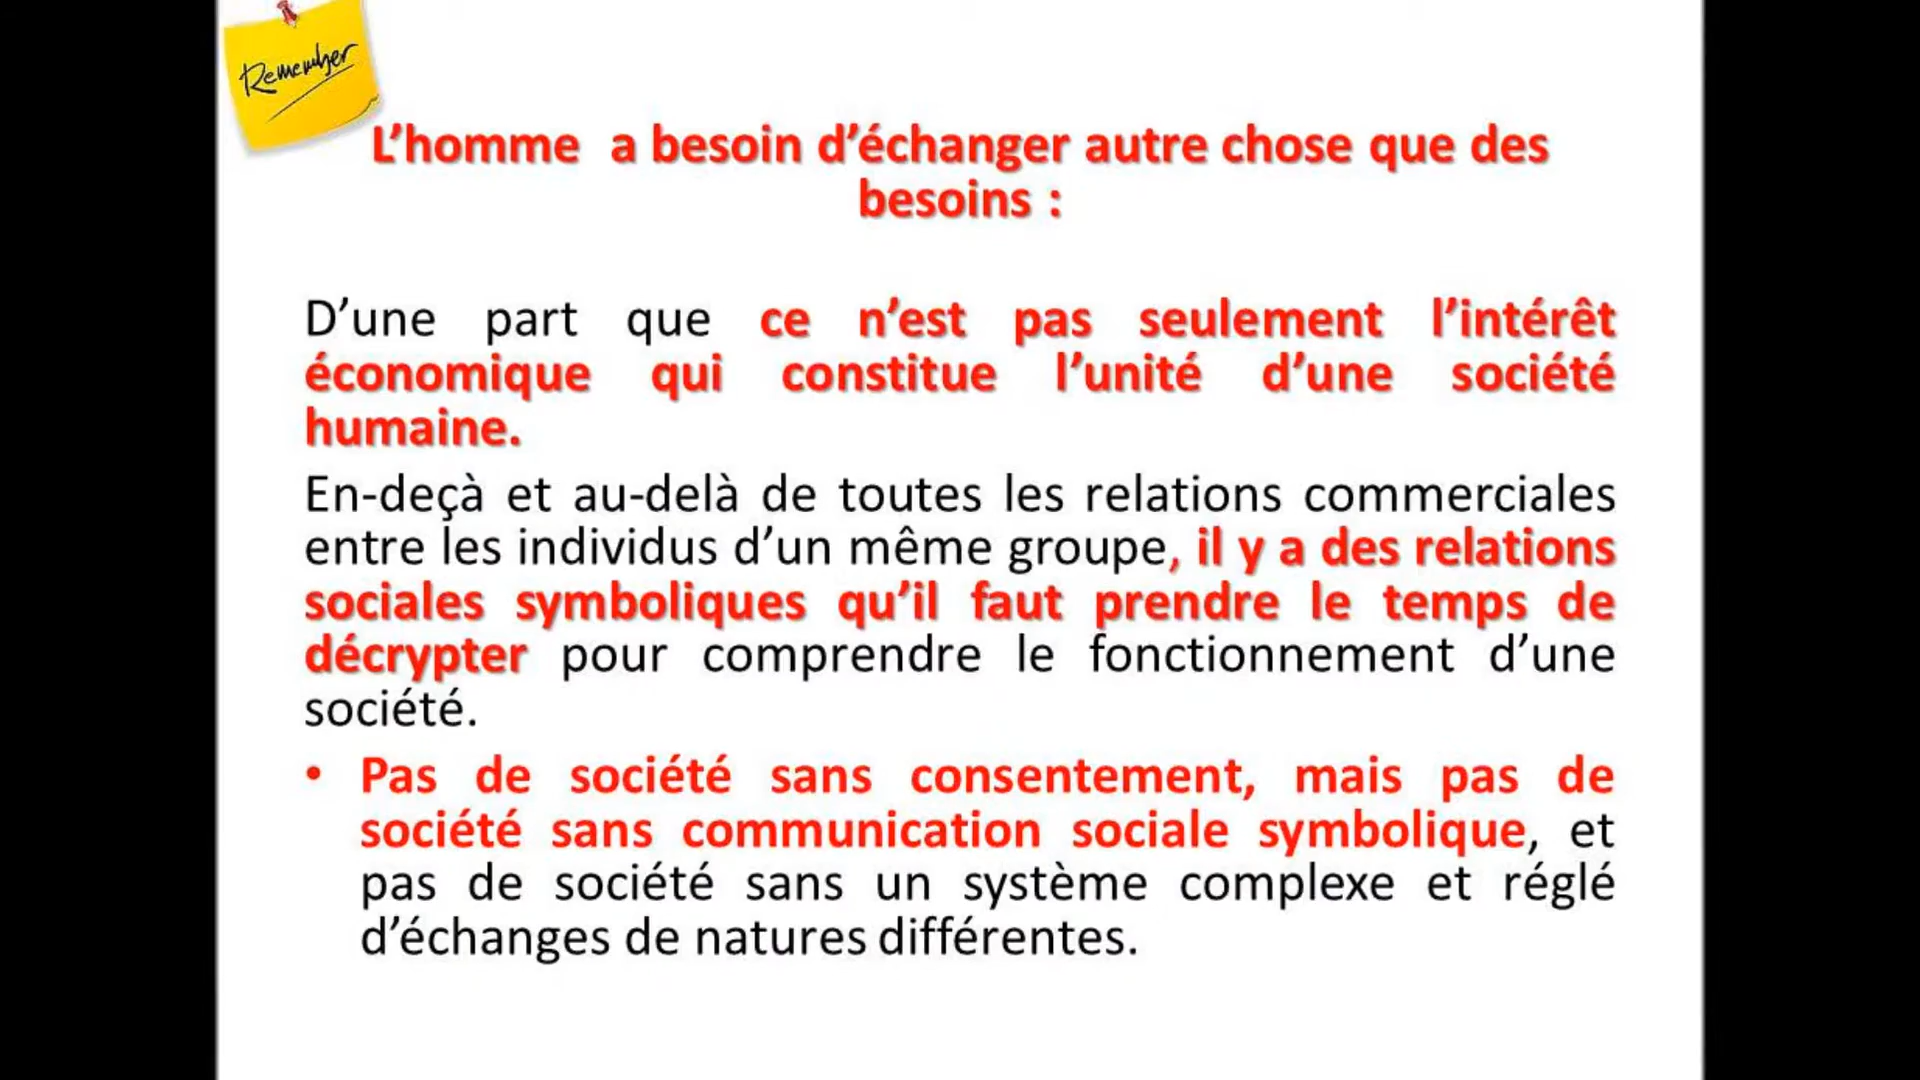 Remember
L’homme a besoin d’échanger autre chose que des
besoins :
D’une part que ce n’est pas seulement l’intérêt
économique qui constitue l’unité d’une société
humaine.
En-deçà et au-delà de toutes les relations commerciales
entre les individus d’un même groupe, il y a des relations
sociales symboliques qu’il faut prendre le temps de
décrypter pour comprendre le fonctionnement d’une
société.
• Pas de société sans consentement, mais pas de
société sans communication sociale symbolique, et
pas de société sans un système complexe et réglé
d’échanges de natures différentes.